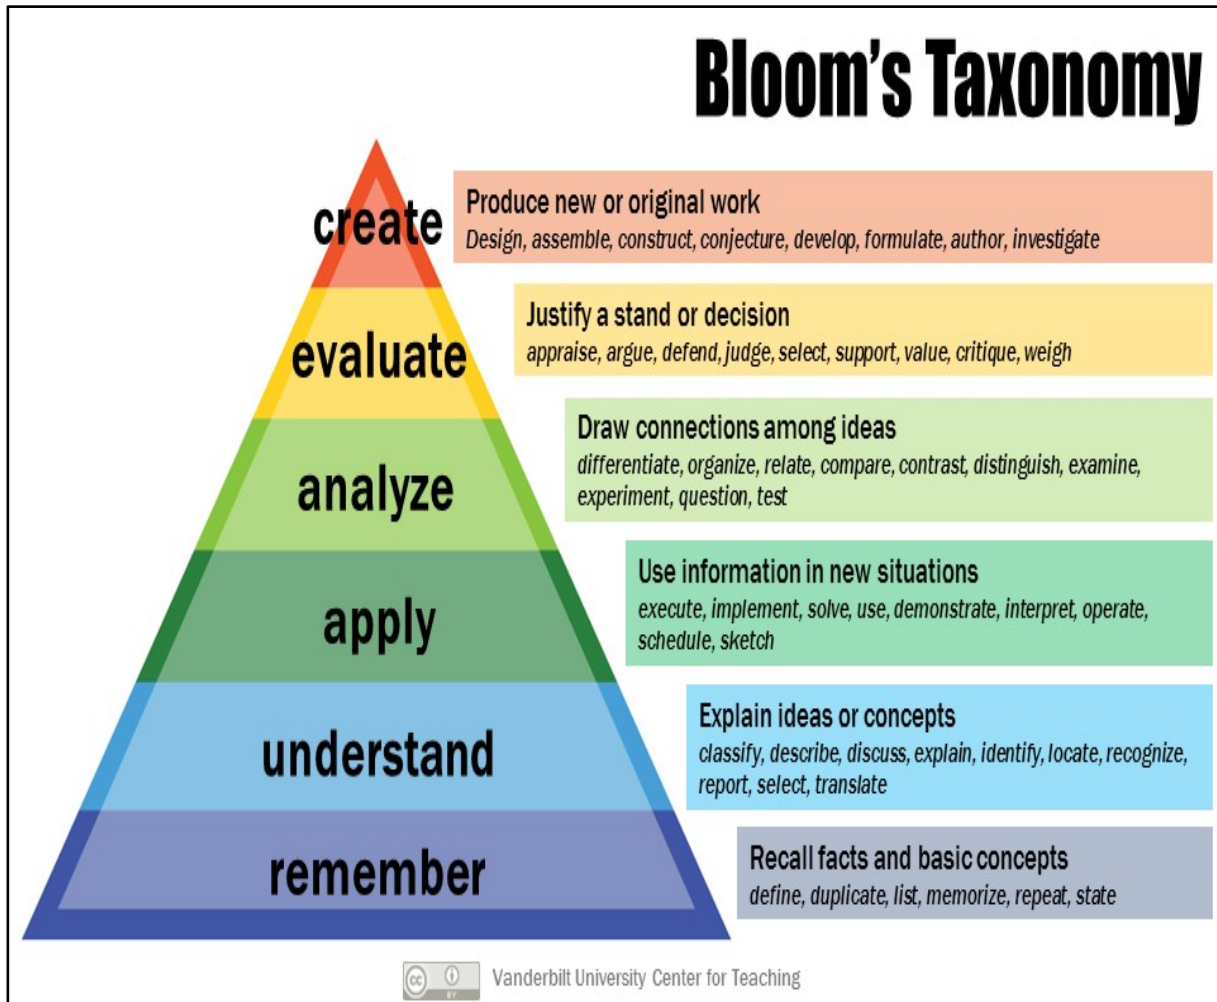 Bloom's Taxonomy
create
Produce new or original work
Design, assemble, construct, conjecture, develop, formulate, author, investigate
evaluate
Justify a stand or decision
appraise, argue, defend, judge, select, support, value, critique, weigh
analyze
Draw connections among ideas
differentiate, organize, relate, compare, contrast, distinguish, examine,
experiment, question, test
apply
Use information in new situations
execute, implement, solve, use, demonstrate, interpret, operate,
schedule, sketch
understand
Explain ideas or concepts
classify, describe, discuss, explain, identify, locate, recognize,
report, select, translate
remember
Recall facts and basic concepts
define, duplicate, list, memorize, repeat, state
cc BY Vanderbilt University Center for Teaching